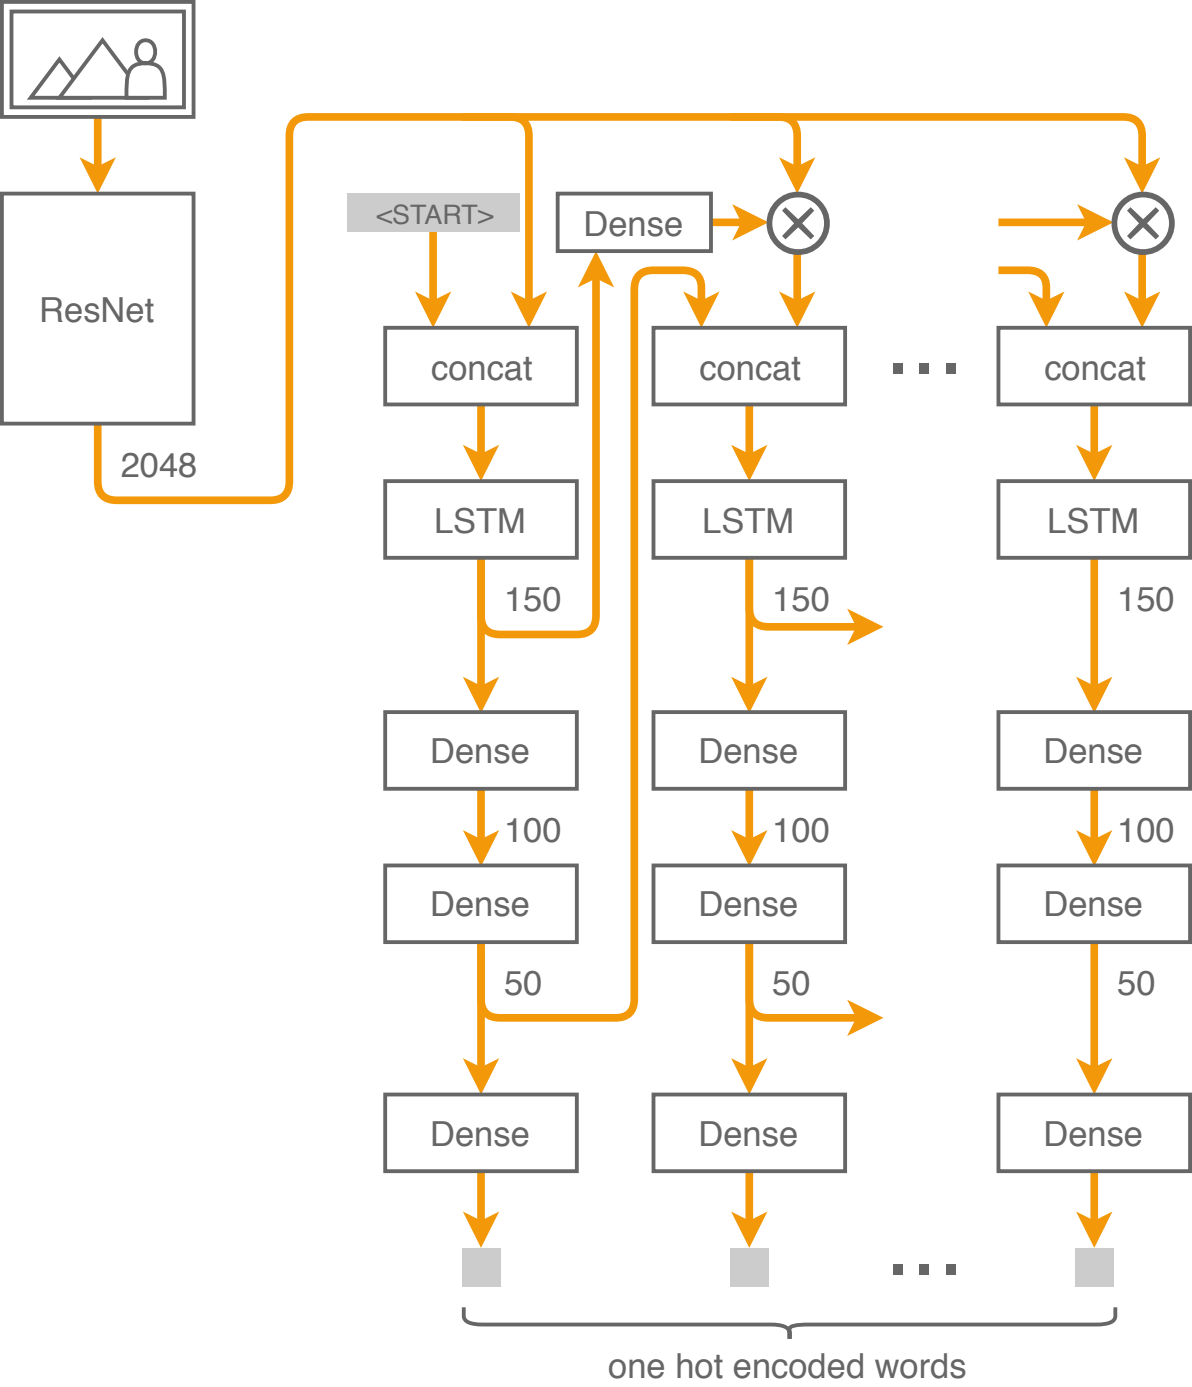 <START>
Dense
ResNet
concat
concat
concat
2048
LSTM
LSTM
LSTM
150
150
150
Dense
Dense
Dense
100
100
100
Dense
Dense
Dense
50
50
50
Dense
Dense
Dense
one hot encoded words